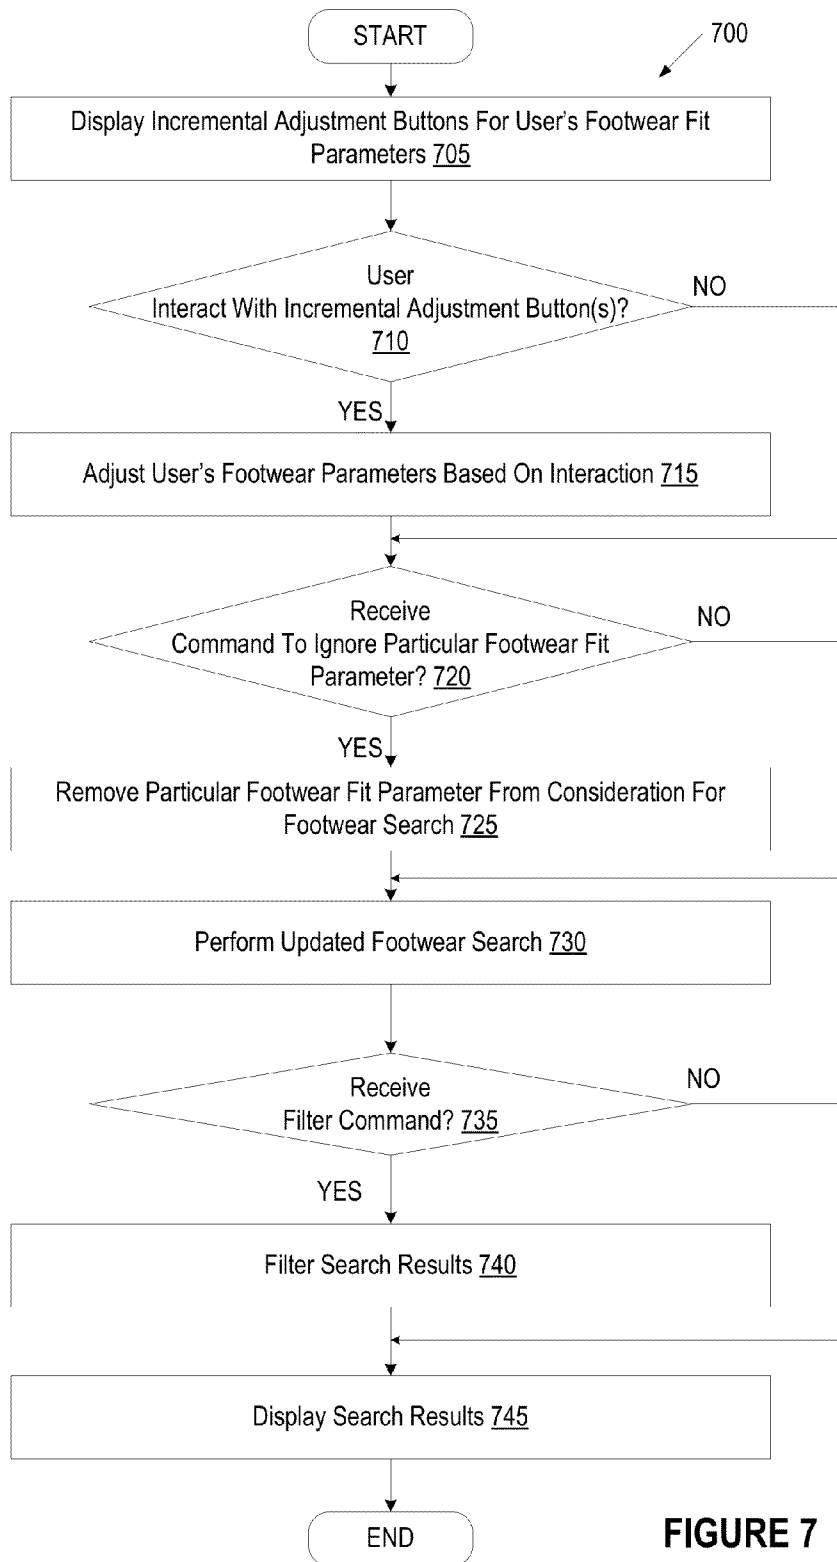 START
700
Display Incremental Adjustment Buttons For User's Footwear Fit
Parameters 705
User
Interact With Incremental Adjustment Button(s)?
710
NO
YES
Adjust User's Footwear Parameters Based On Interaction 715
Receive
Command To Ignore Particular Footwear Fit
Parameter? 720
NO
YES
Remove Particular Footwear Fit Parameter From Consideration For
Footwear Search 725
Perform Updated Footwear Search 730
Receive
Filter Command? 735
NO
YES
Filter Search Results 740
Display Search Results 745
END
FIGURE 7